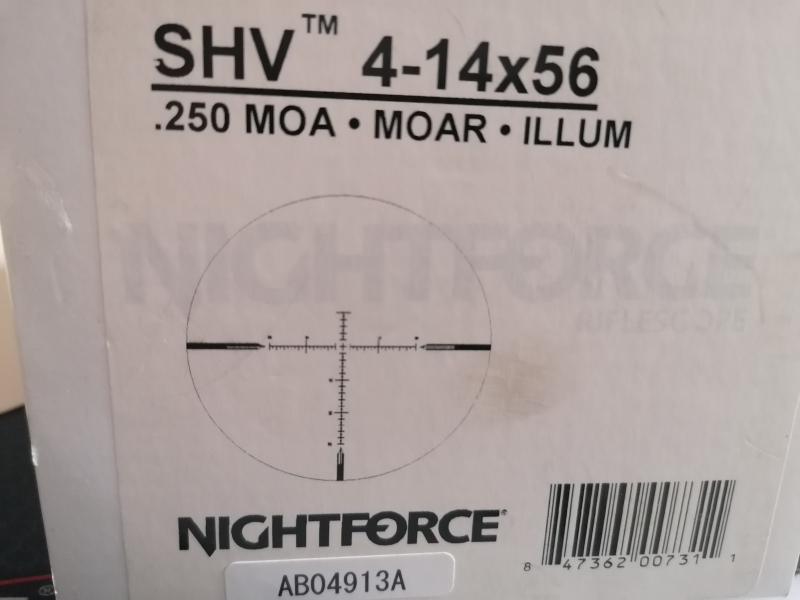 SHV™ 4-14x56
.250 MOA • MOAR • ILLUM
NIGHTFORCE
RIFLESCOPE
NIGHTFORCE®
AB04913A
8 47362 00731 1